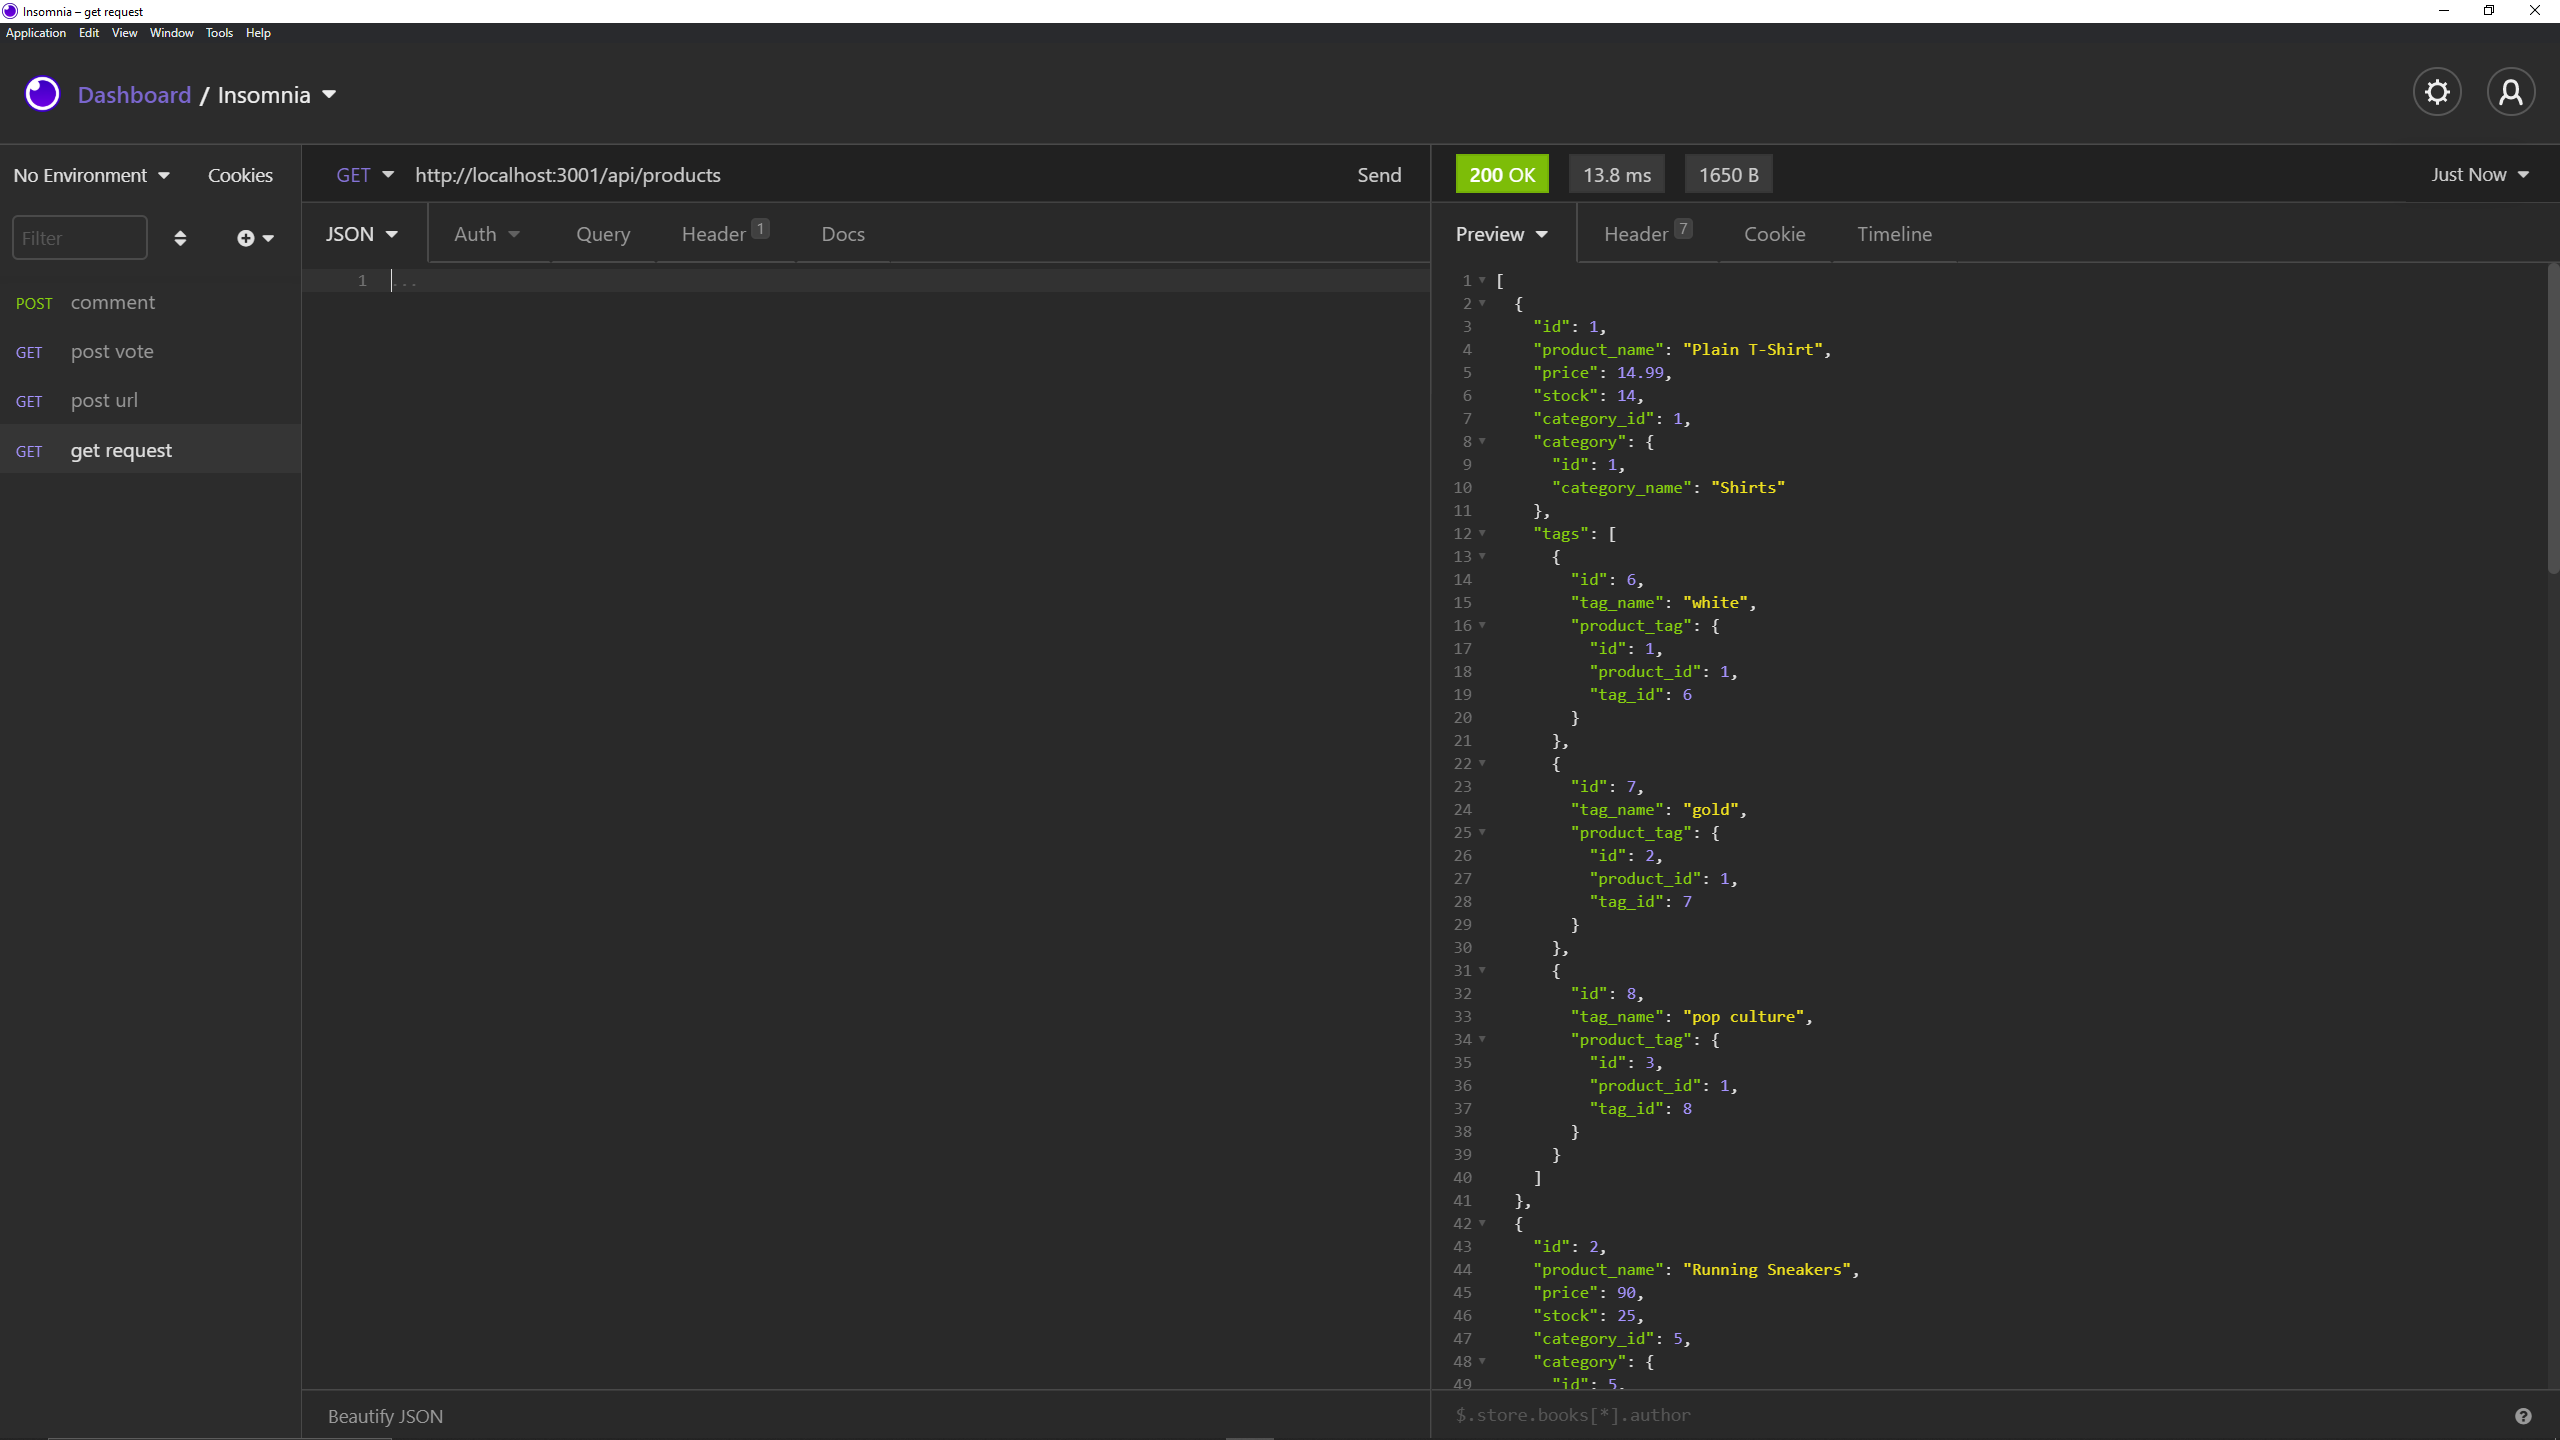 Insomnia – get request
Application Edit View Window Tools Help
Dashboard / Insomnia
No Environment Cookies
Filter
POST comment
GET post vote
GET post url
GET get request
GET http://localhost:3001/api/products Send
JSON Auth Query Header 1 Docs
1 ...
Beautify JSON
200 OK 13.8 ms 1650 B Just Now
Preview Header 7 Cookie Timeline
1 [
2 {
3 "id": 1,
4 "product_name": "Plain T-Shirt",
5 "price": 14.99,
6 "stock": 14,
7 "category_id": 1,
8 "category": {
9 "id": 1,
10 "category_name": "Shirts"
11 },
12 "tags": [
13 {
14 "id": 6,
15 "tag_name": "white",
16 "product_tag": {
17 "id": 1,
18 "product_id": 1,
19 "tag_id": 6
20 }
21 },
22 {
23 "id": 7,
24 "tag_name": "gold",
25 "product_tag": {
26 "id": 2,
27 "product_id": 1,
28 "tag_id": 7
29 }
30 },
31 {
32 "id": 8,
33 "tag_name": "pop culture",
34 "product_tag": {
35 "id": 3,
36 "product_id": 1,
37 "tag_id": 8
38 }
39 }
40 ]
41 },
42 {
43 "id": 2,
44 "product_name": "Running Sneakers",
45 "price": 90,
46 "stock": 25,
47 "category_id": 5,
48 "category": {
49 "id": 5,
$.store.books[*].author